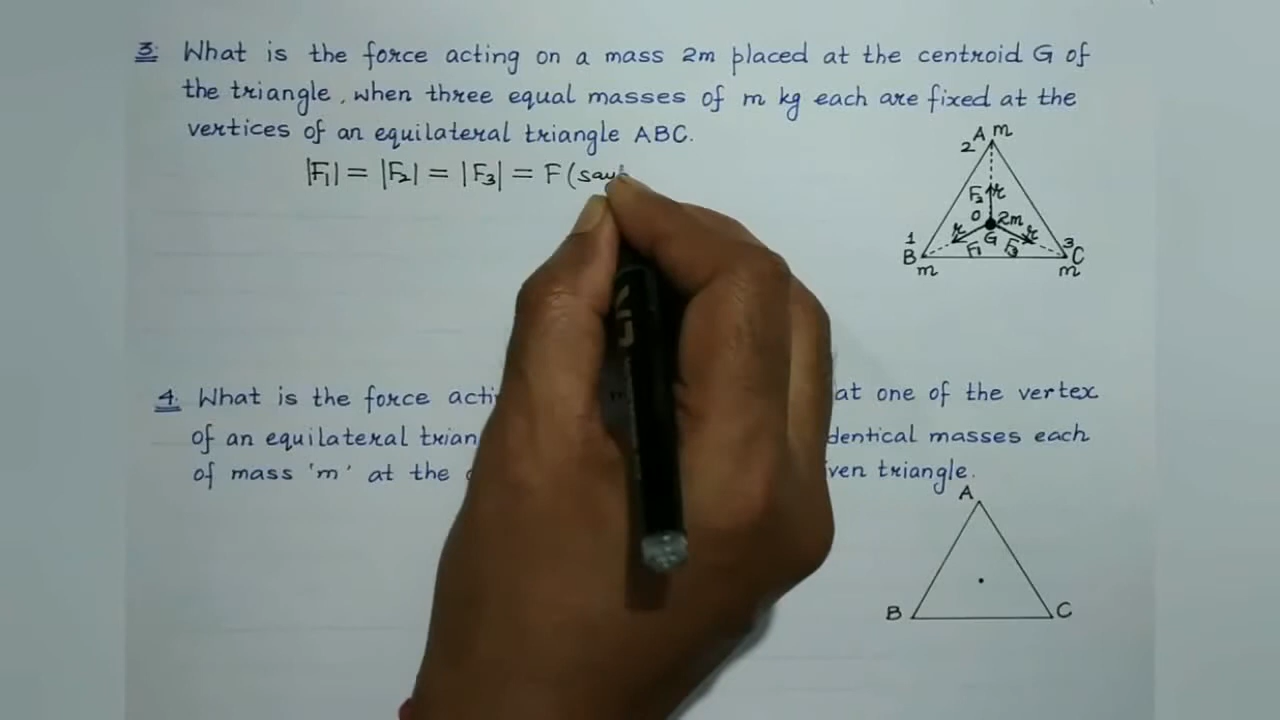 3. What is the force acting on a mass 2m placed at the centroid G of
the triangle, when three equal masses of m kg each are fixed at the
vertices of an equilateral triangle ABC.
|F₁| = |F₂| = |F₃| = F (say
2 A m
F₂ r
O 2m
r G r
1 F₁ F₃ 3
B C
m m
4. What is the force acti at one of the vertex
of an equilateral trian dentical masses each
of mass 'm' at the ven triangle.
A
B C